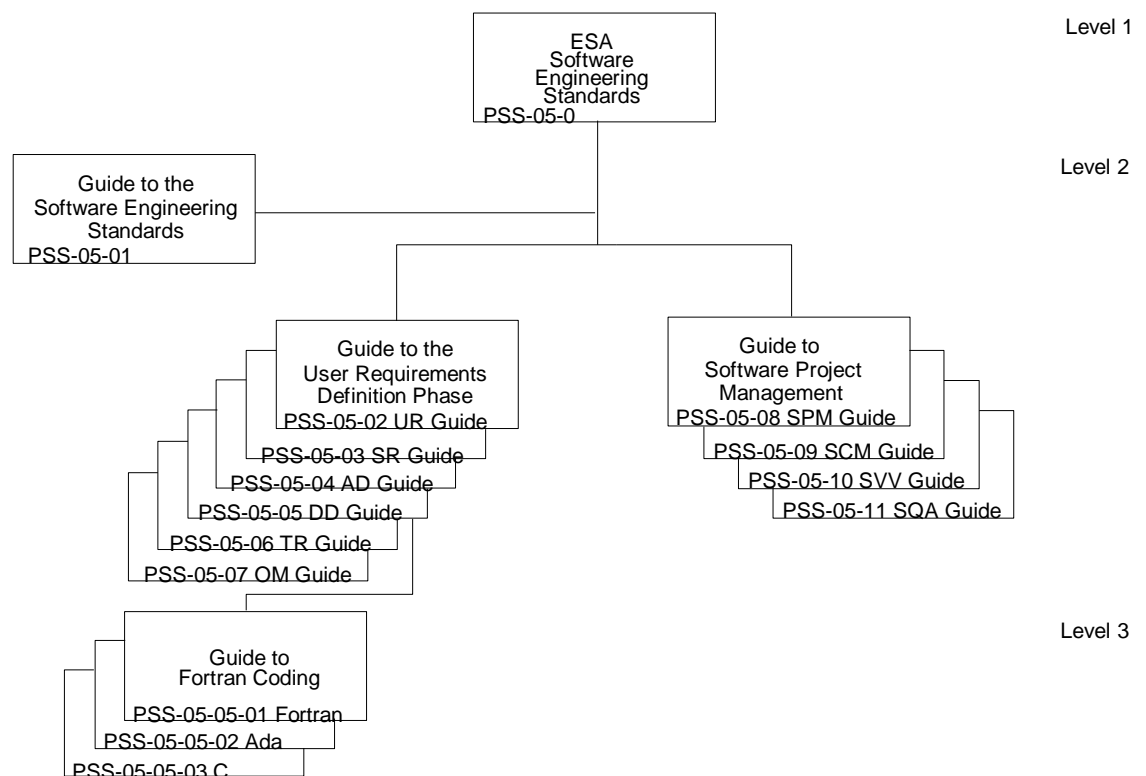 Level 1
ESA
Software
Engineering
Standards
PSS-05-0
Level 2
Guide to the
Software Engineering
Standards
PSS-05-01
Guide to the
User Requirements
Definition Phase
PSS-05-02 UR Guide
PSS-05-03 SR Guide
PSS-05-04 AD Guide
PSS-05-05 DD Guide
PSS-05-06 TR Guide
PSS-05-07 OM Guide
Guide to
Software Project
Management
PSS-05-08 SPM Guide
PSS-05-09 SCM Guide
PSS-05-10 SVV Guide
PSS-05-11 SQA Guide
Level 3
Guide to
Fortran Coding
PSS-05-05-01 Fortran
PSS-05-05-02 Ada
PSS-05-05-03 C